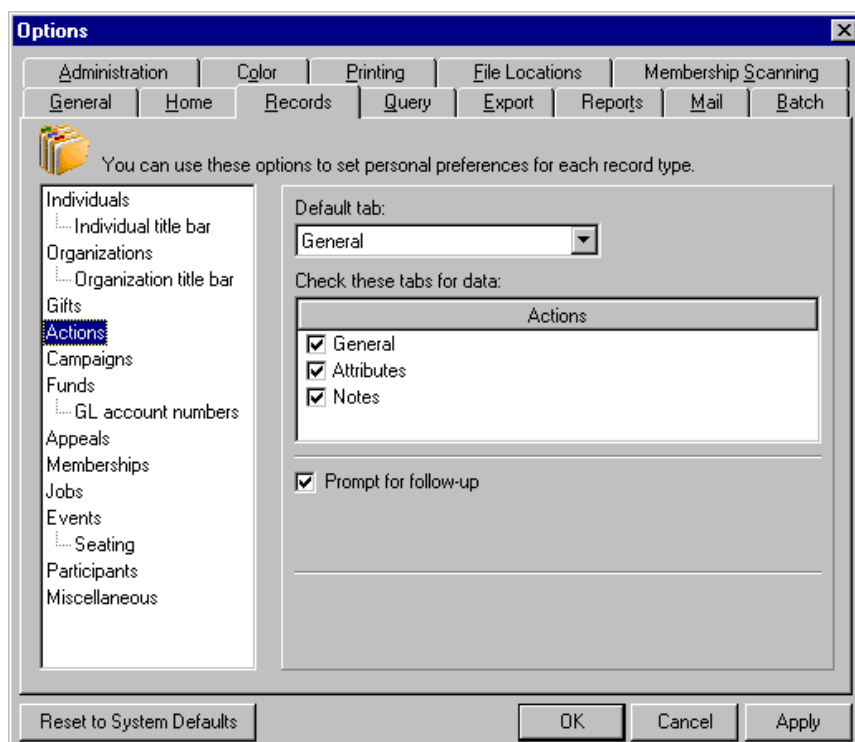 Options
Administration
Color
Printing
File Locations
Membership Scanning
General
Home
Records
Query
Export
Reports
Mail
Batch
You can use these options to set personal preferences for each record type.
Individuals
Individual title bar
Organizations
Organization title bar
Gifts
Actions
Campaigns
Funds
GL account numbers
Appeals
Memberships
Jobs
Events
Seating
Participants
Miscellaneous
Default tab:
General
Check these tabs for data:
Actions
General
Attributes
Notes
Prompt for follow-up
Reset to System Defaults
OK
Cancel
Apply